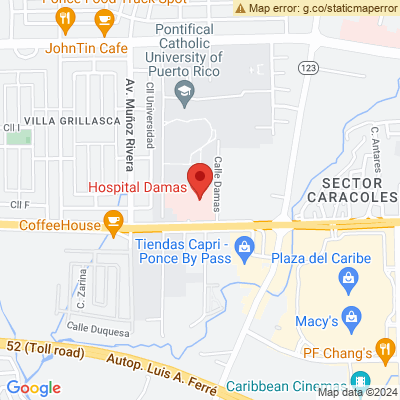 Ponce Food Truck Spot
Map error: g.co/staticmaperror
JohnTin Cafe
Pontifical
Catholic
University of
Puerto Rico
123
Cll I
VILLA GRILLASCA
Av. Muñoz Rivera
Cll Universidad
Calle Damas
C. Antares
Hospital Damas
SECTOR
CARACOLES
Cll F
CoffeeHouse
Tiendas Capri -
Ponce By Pass
Plaza del Caribe
C. Zarina
Calle Duquesa
Macy's
52 (Toll road)
Autop. Luis A. Ferré
PF Chang's
Caribbean Cinemas
Google
Map data ©2024